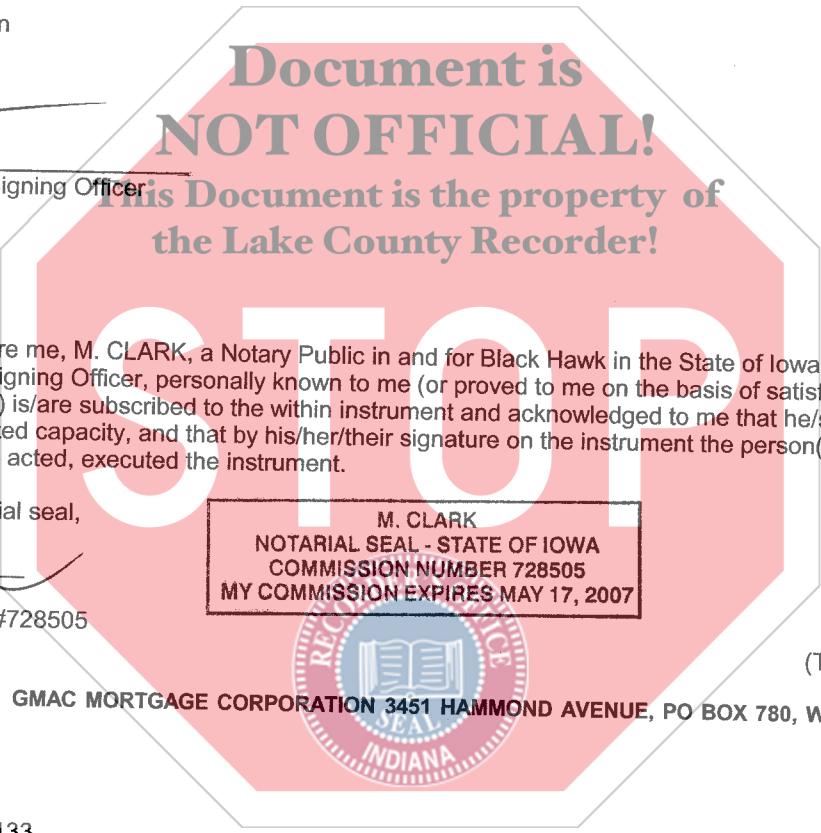 n
Document is
NOT OFFICIAL!
igning Officer
This Document is the property of
the Lake County Recorder!
STOP
re me, M. CLARK, a Notary Public in and for Black Hawk in the State of Iowa
igning Officer, personally known to me (or proved to me on the basis of satisf
) is/are subscribed to the within instrument and acknowledged to me that he/s
ed capacity, and that by his/her/their signature on the instrument the person(
acted, executed the instrument.
ial seal,
M. CLARK
NOTARIAL SEAL - STATE OF IOWA
COMMISSION NUMBER 728505
MY COMMISSION EXPIRES MAY 17, 2007
#728505
RECORDER'S OFFICE
(T
GMAC MORTGAGE CORPORATION 3451 HAMMOND AVENUE, PO BOX 780, W
SEAL
INDIANA
133